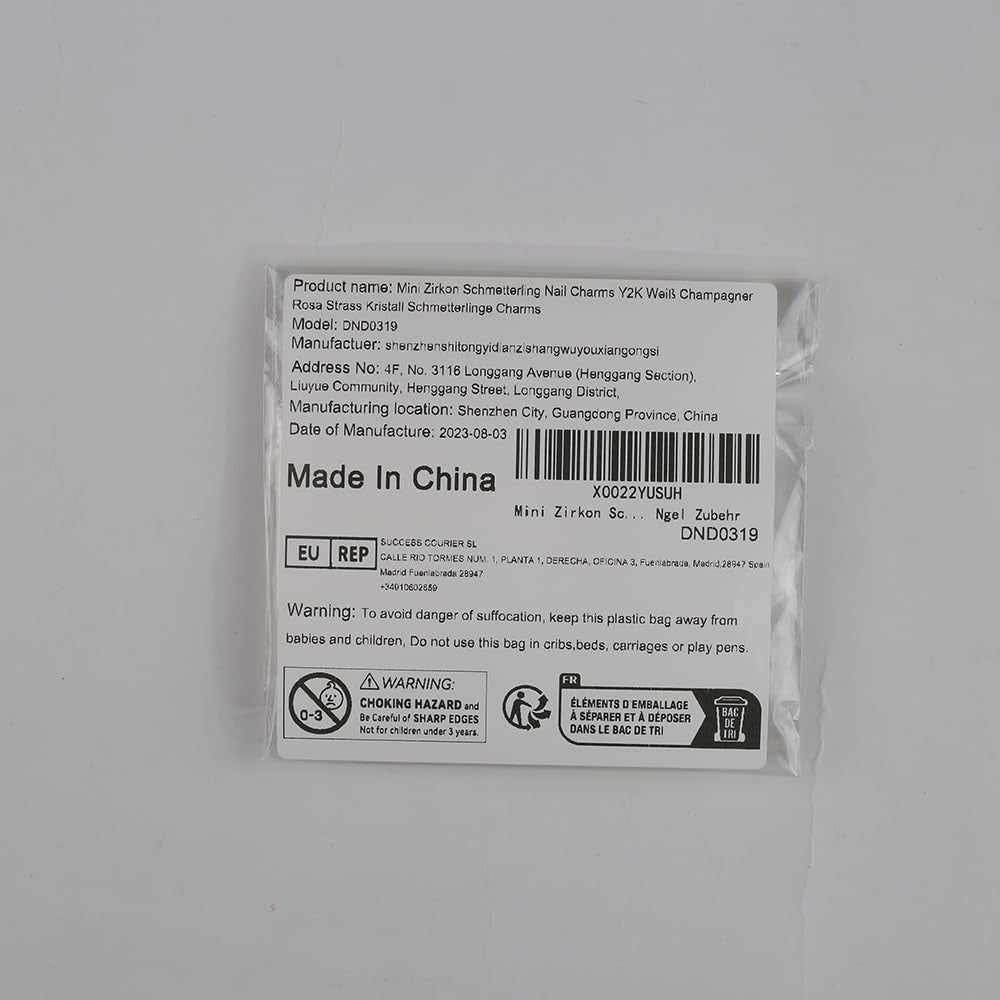 Product name: Mini Zirkon Schmetterling Nail Charms Y2K Weiß Champagner
Rosa Strass Kristall Schmetterlinge Charms
Model: DND0319
Manufactuer: shenzhenshitongyidianzishangwuyouxiangongsi
Address No: 4F, No. 3116 Longgang Avenue (Henggang Section),
Liuyue Community, Henggang Street, Longgang District,
Manufacturing location: Shenzhen City, Guangdong Province, China
Date of Manufacture: 2023-08-03
Made In China
X0022YUSUH
Mini Zirkon Sc... Ngel Zubehr
DND0319
EU REP
SUCCESS COURIER SL
CALLE RIO TORMES NUM. 1, PLANTA 1, DERECHA, OFICINA 3, Fuenlabrada, Madrid,28947 Spain
Madrid Fuenlabrada 28947
+34910602659
Warning: To avoid danger of suffocation, keep this plastic bag away from
babies and children, Do not use this bag in cribs,beds, carriages or play pens.
0-3
WARNING:
CHOKING HAZARD and
Be Careful of SHARP EDGES
Not for children under 3 years.
FR
ÉLÉMENTS D'EMBALLAGE
À SÉPARER ET À DÉPOSER
DANS LE BAC DE TRI
BAC
DE
TRI